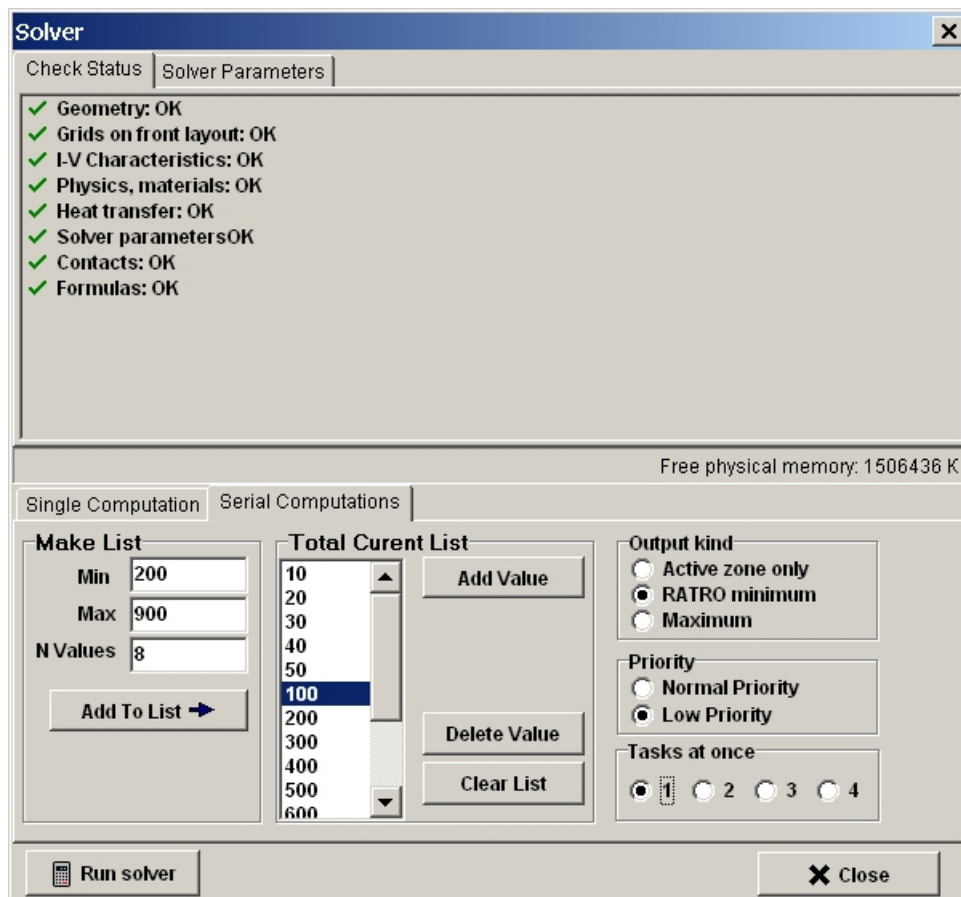 Solver
Check Status
Solver Parameters
Geometry: OK
Grids on front layout: OK
I-V Characteristics: OK
Physics, materials: OK
Heat transfer: OK
Solver parametersOK
Contacts: OK
Formulas: OK
Free physical memory: 1506436 K
Single Computation
Serial Computations
Make List
Min 200
Max 900
N Values 8
Add To List
Total Curent List
10
20
30
40
50
100
200
300
400
500
600
Add Value
Delete Value
Clear List
Output kind
Active zone only
RATRO minimum
Maximum
Priority
Normal Priority
Low Priority
Tasks at once
1 2 3 4
Run solver
Close